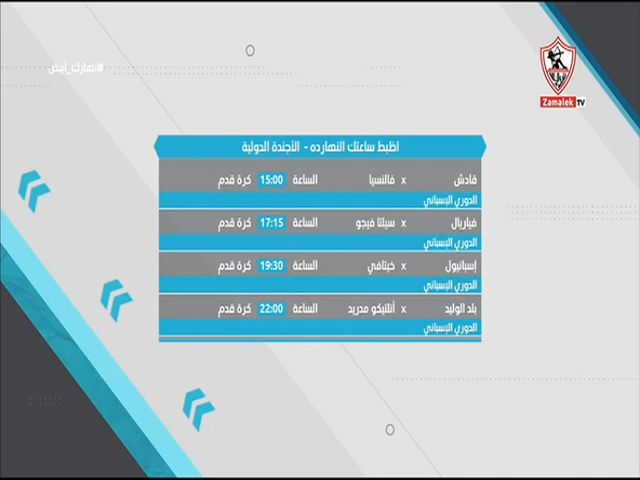 #نهارك_أبيض
Zamalek TV
اظبط ساعتك النهارده - الأجندة الدولية
قادش x فالنسيا الساعة 15:00 كرة قدم
الدوري الإسباني
فياريال x سيلتا فيجو الساعة 17:15 كرة قدم
الدوري الإسباني
إسبانيول x خيتافي الساعة 19:30 كرة قدم
الدوري الإسباني
بلد الوليد x أتلتيكو مدريد الساعة 22:00 كرة قدم
الدوري الإسباني